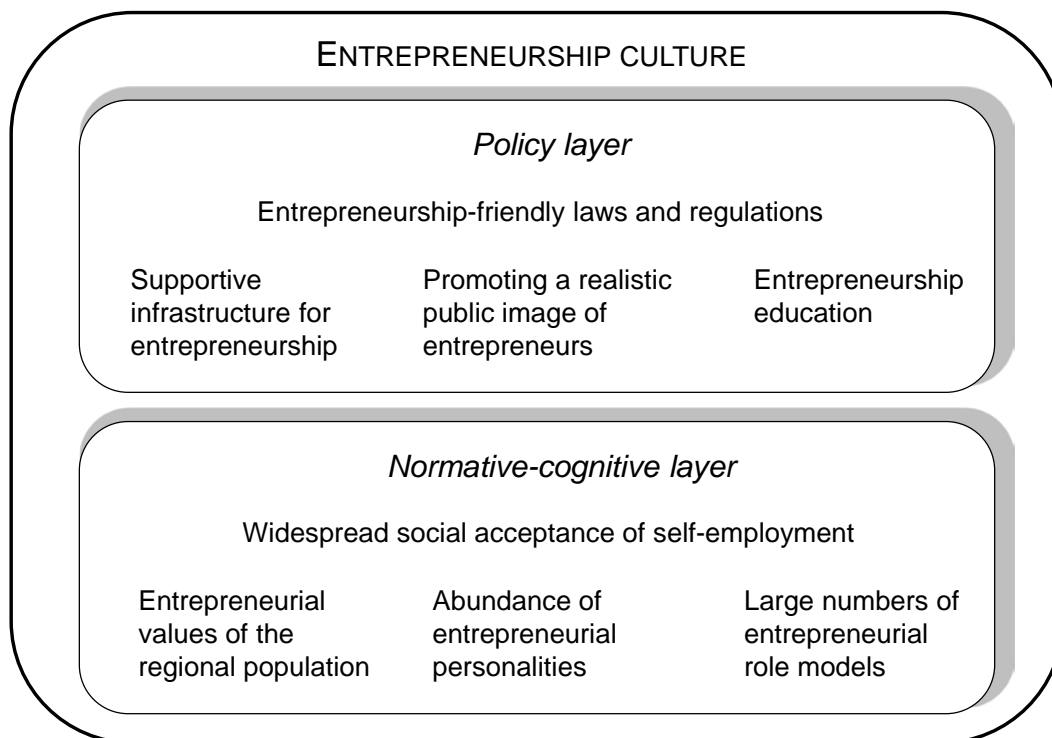 ENTREPRENEURSHIP CULTURE
Policy layer
Entrepreneurship-friendly laws and regulations
Supportive
infrastructure for
entrepreneurship
Promoting a realistic
public image of
entrepreneurs
Entrepreneurship
education
Normative-cognitive layer
Widespread social acceptance of self-employment
Entrepreneurial
values of the
regional population
Abundance of
entrepreneurial
personalities
Large numbers of
entrepreneurial
role models